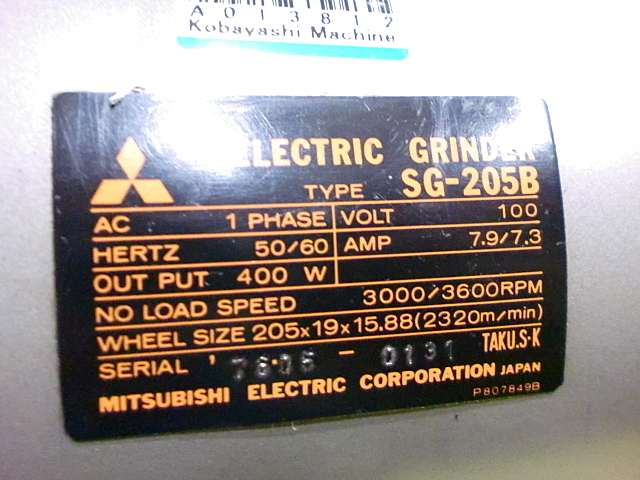 A013812
Kobayashi Machine
ELECTRIC GRINDER
TYPE SG-205B
AC 1 PHASE VOLT 100
HERTZ 50/60 AMP 7.9/7.3
OUT PUT 400 W
NO LOAD SPEED 3000/3600RPM
WHEEL SIZE 205x19x15.88(2320m/min)
SERIAL ' - 0131 TAKU.S.K
MITSUBISHI ELECTRIC CORPORATION JAPAN
P807849B